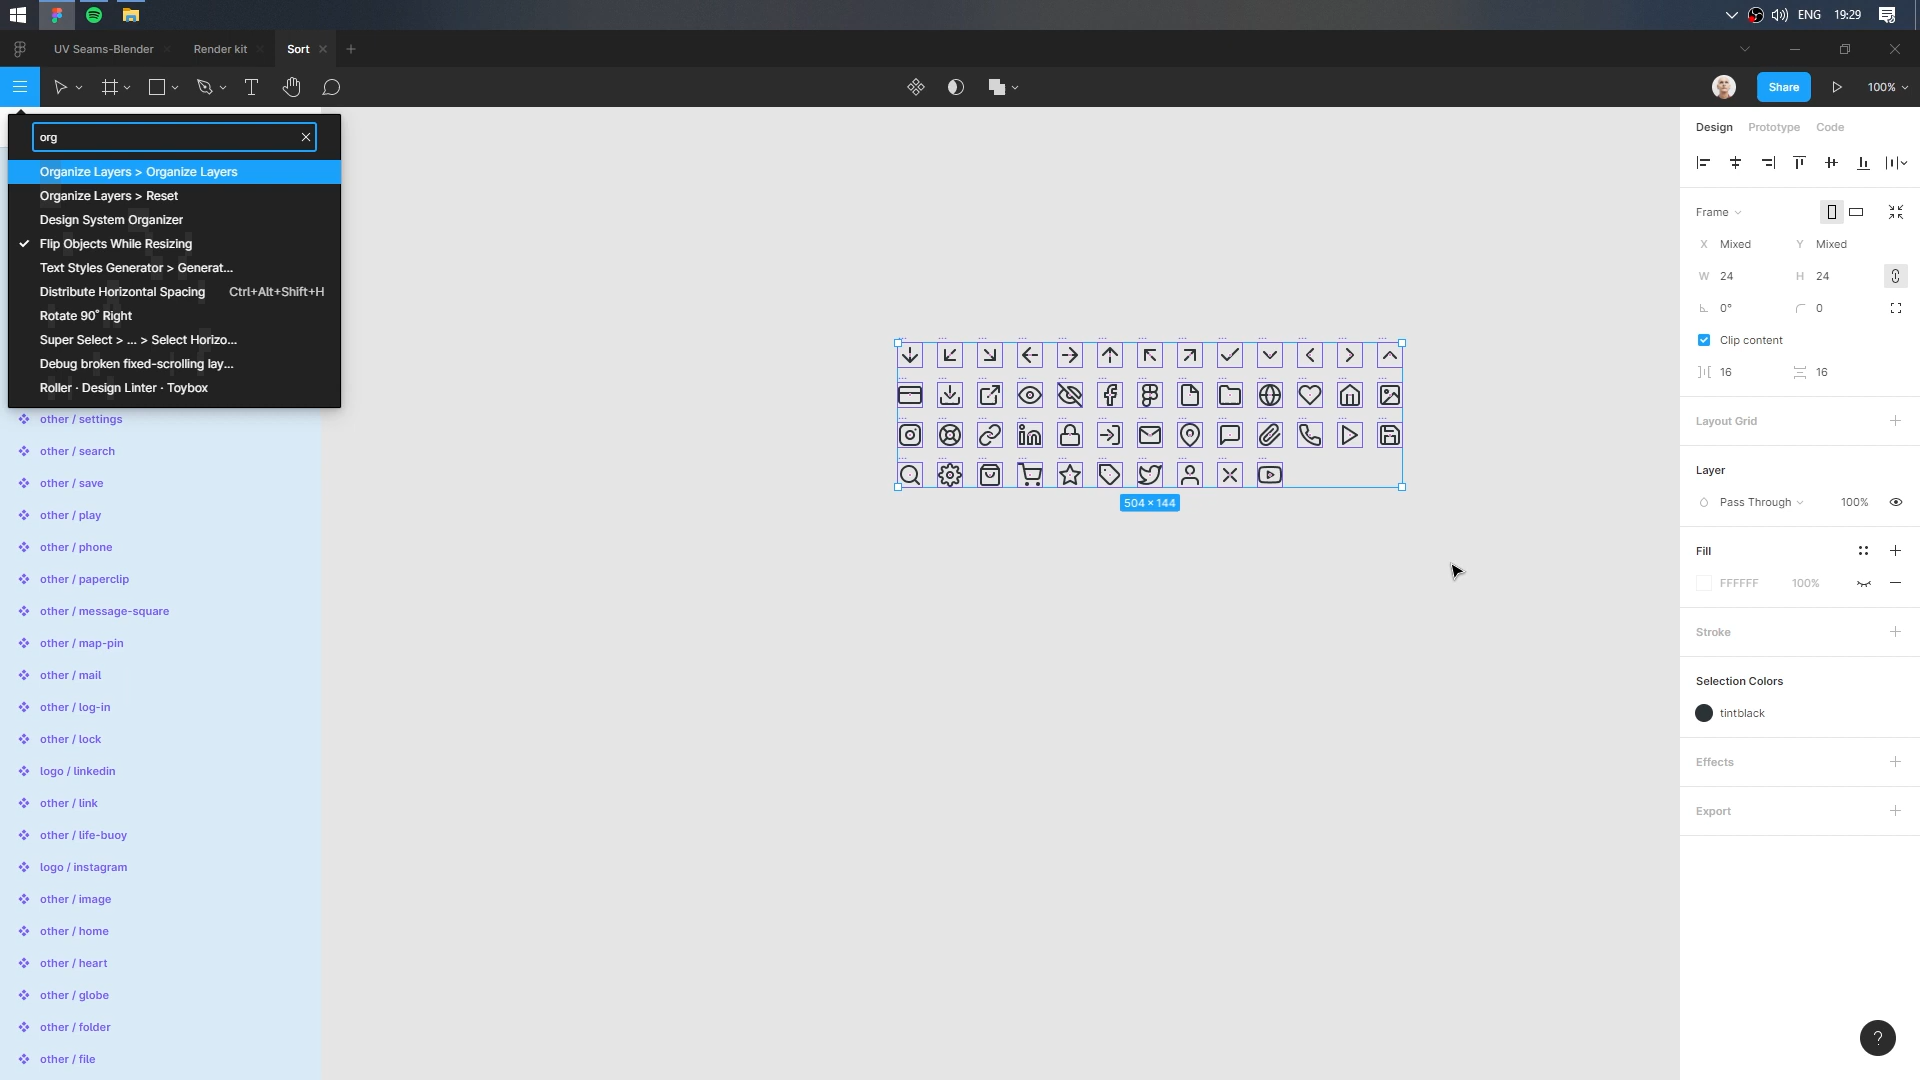 ENG 19:29
UV Seams-Blender Render kit Sort
Share 100%
org
Organize Layers > Organize Layers
Organize Layers > Reset
Design System Organizer
Flip Objects While Resizing
Text Styles Generator > Generat...
Distribute Horizontal Spacing Ctrl+Alt+Shift+H
Rotate 90° Right
Super Select > ... > Select Horizo...
Debug broken fixed-scrolling lay...
Roller · Design Linter · Toybox
other / settings
other / search
other / save
other / play
other / phone
other / paperclip
other / message-square
other / map-pin
other / mail
other / log-in
other / lock
logo / linkedin
other / link
other / life-buoy
logo / instagram
other / image
other / home
other / heart
other / globe
other / folder
other / file
504 × 144
Design Prototype Code
Frame
X Mixed Y Mixed
W 24 H 24
0° 0
Clip content
16 16
Layout Grid
Layer
Pass Through 100%
Fill
FFFFFF 100%
Stroke
Selection Colors
tintblack
Effects
Export
?